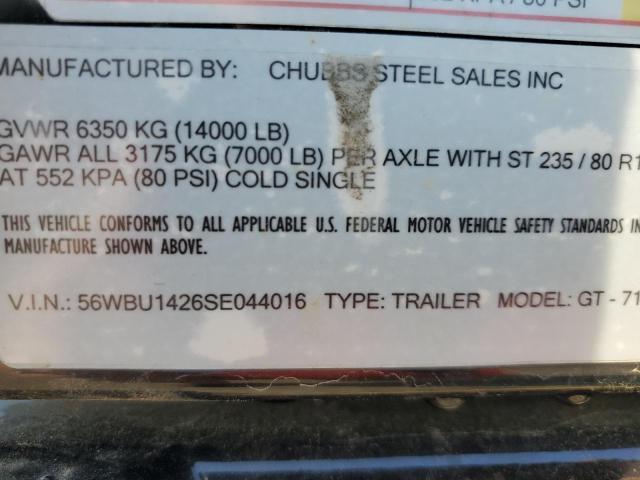 MANUFACTURED BY: CHUBBS STEEL SALES INC
GVWR 6350 KG (14000 LB)
GAWR ALL 3175 KG (7000 LB) PER AXLE WITH ST 235 / 80 R1
AT 552 KPA (80 PSI) COLD SINGLE
THIS VEHICLE CONFORMS TO ALL APPLICABLE U.S. FEDERAL MOTOR VEHICLE SAFETY STANDARDS IN
MANUFACTURE SHOWN ABOVE.
V.I.N.: 56WBU1426SE044016 TYPE: TRAILER MODEL: GT - 71